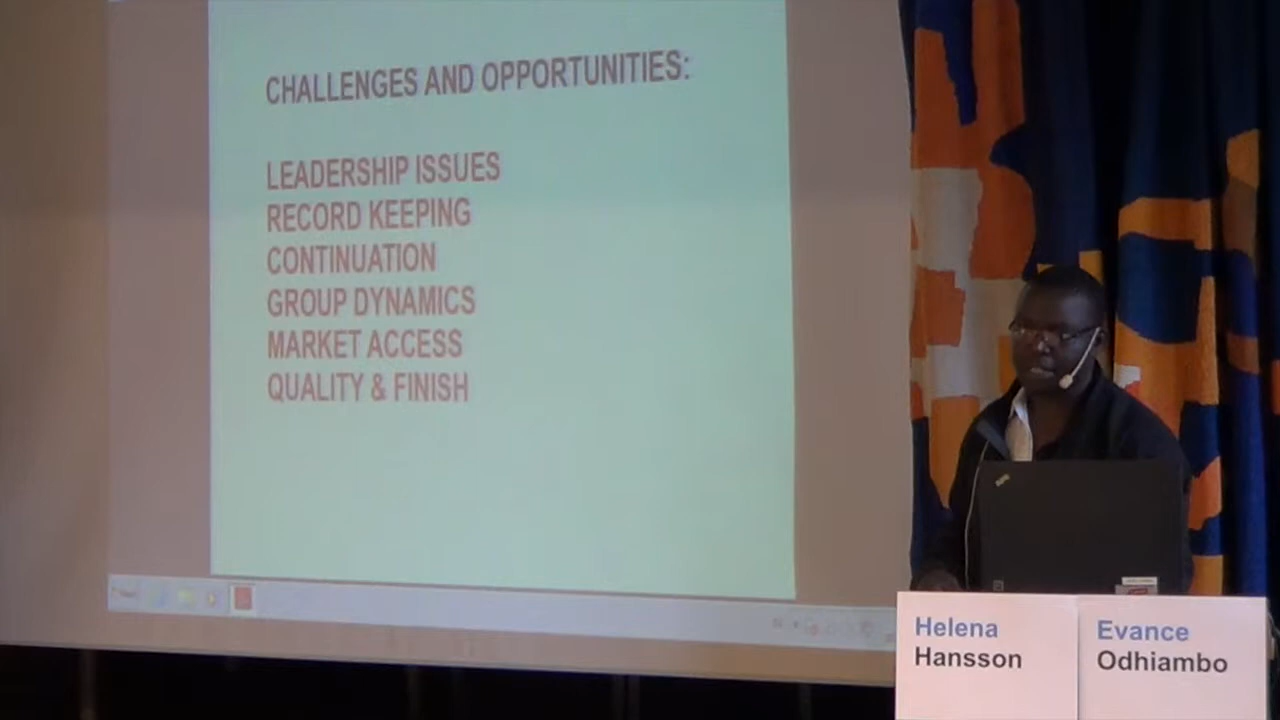 CHALLENGES AND OPPORTUNITIES:
LEADERSHIP ISSUES
RECORD KEEPING
CONTINUATION
GROUP DYNAMICS
MARKET ACCESS
QUALITY & FINISH
Helena
Hansson
Evance
Odhiambo